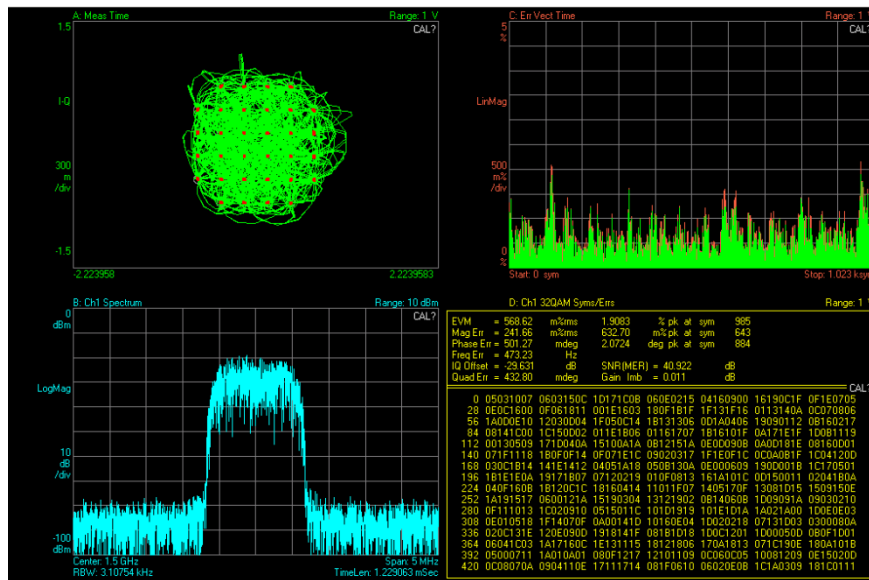 A: Meas Time Range: 1 V
1.5
CAL?
I-Q
300
m
/div
-1.5
-2.223958 2.2239583
C: Err Vect Time Range: 1
5
%
CAL?
LinMag
500
m%
/div
0
%
Start: 0 sym Stop: 1.023 ksym
B: Ch1 Spectrum Range: 10 dBm
0
dBm
CAL?
LogMag
10
dB
/div
-100
dBm
Center: 1.5 GHz Span: 5 MHz
RBW: 3.10754 kHz TimeLen: 1.229063 mSec
D: Ch1 32QAM Syms/Errs Range: 1
EVM = 568.62 m%rms 1.9083 % pk at sym 985
Mag Err = 241.66 m%rms 632.70 m% pk at sym 643
Phase Err = 501.27 mdeg 2.0724 deg pk at sym 884
Freq Err = 473.23 Hz
IQ Offset = -29.631 dB SNR(MER) = 40.922 dB
Quad Err = 432.80 mdeg Gain Imb = 0.011 dB
CAL?
0 05031007 0603150C 1D171C0B 060E0215 04160900 16190C1F 0F1E0705
28 0E0C1600 0F061811 001E1603 180F1B1F 1F131F16 0113140A 0C070806
56 1A0D0E10 12030D04 1F050C14 1B131306 0D1A0406 19090112 0B160217
84 08141C00 1C150D02 011E1B06 01161707 1B16101F 0A171E1F 1D0B1119
112 00130509 171D040A 15100A1A 0B12151A 0E0D090B 0A0D181E 08160D01
140 071F1118 1B0F0F14 0F071E1C 09020317 1F1E0F1C 0C0A0B1F 1C04120D
168 030C1B14 141E1412 04051A18 050B130A 0E000609 190D001B 1C170501
196 1B1E1E0A 19171B07 07120219 010F0813 161A101C 0D150011 02041B0A
224 040F160B 1B120C1C 18160414 11011F07 1405170F 13081D15 1509150E
252 1A191517 0600121A 15190304 13121902 0B14060B 1D09091A 09030210
280 0F111013 1C020910 0515011C 101D1919 101E1D1A 1A021A00 1D0E0E03
308 0E010518 1F14070F 0A00141D 10160E04 1D020218 07131D03 0300080A
336 020C131E 120E090D 1918141F 081B1D18 100C1201 1D00050D 0B0F1D01
364 06041C03 1A17160C 1E131115 18121806 170A1813 071C190E 180A101B
392 05000711 1A010A01 080F1217 12101109 0C060C05 10081209 0E15020D
420 0C08070A 0904110E 17111714 081F0610 06020E0B 1C1A0309 181C0111